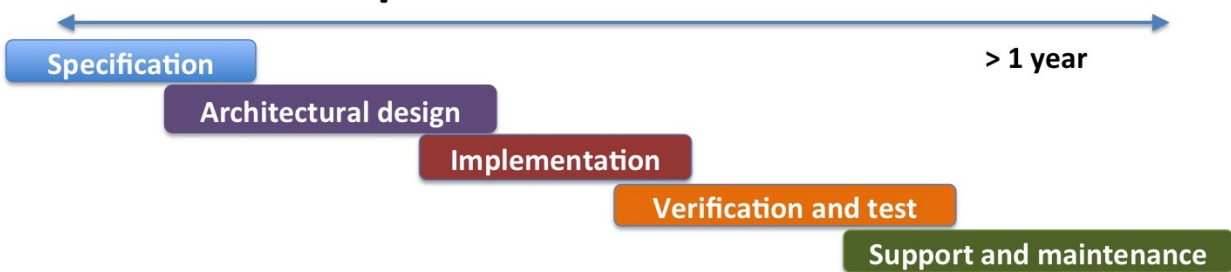 Specification
> 1 year
Architectural design
Implementation
Verification and test
Support and maintenance